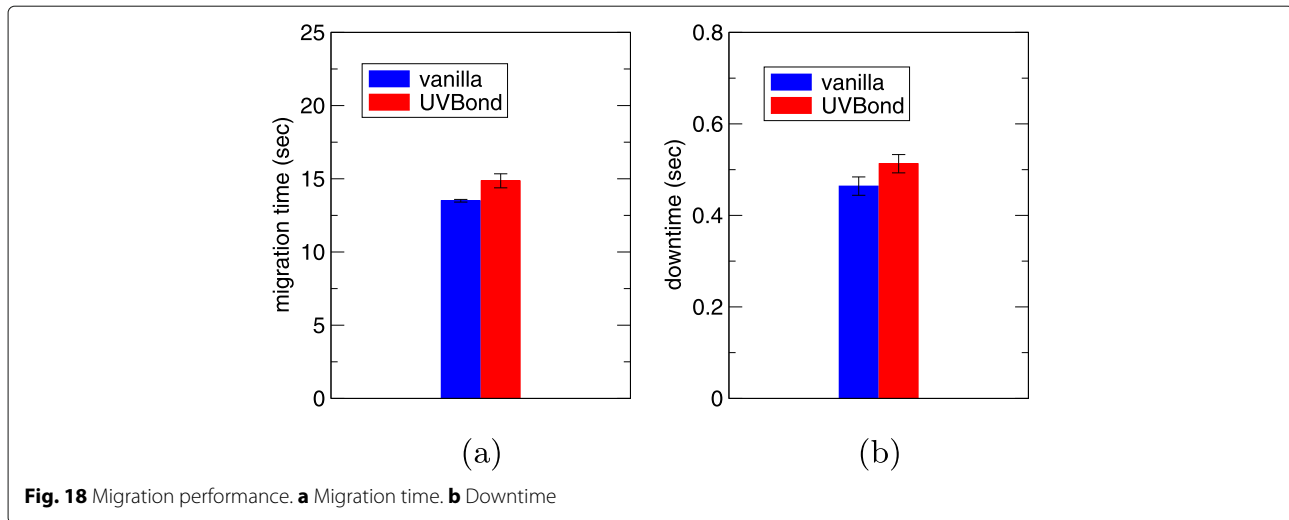 25
20
15
10
5
0
migration time (sec)
vanilla
UVBond
(a)
0.8
0.6
0.4
0.2
0
downtime (sec)
vanilla
UVBond
(b)
Fig. 18 Migration performance. a Migration time. b Downtime